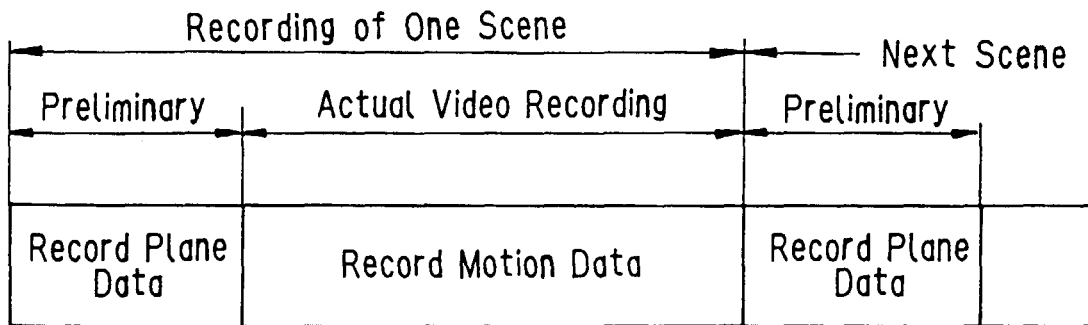 Recording of One Scene
Next Scene
Preliminary
Actual Video Recording
Preliminary
Record Plane
Data
Record Motion Data
Record Plane
Data